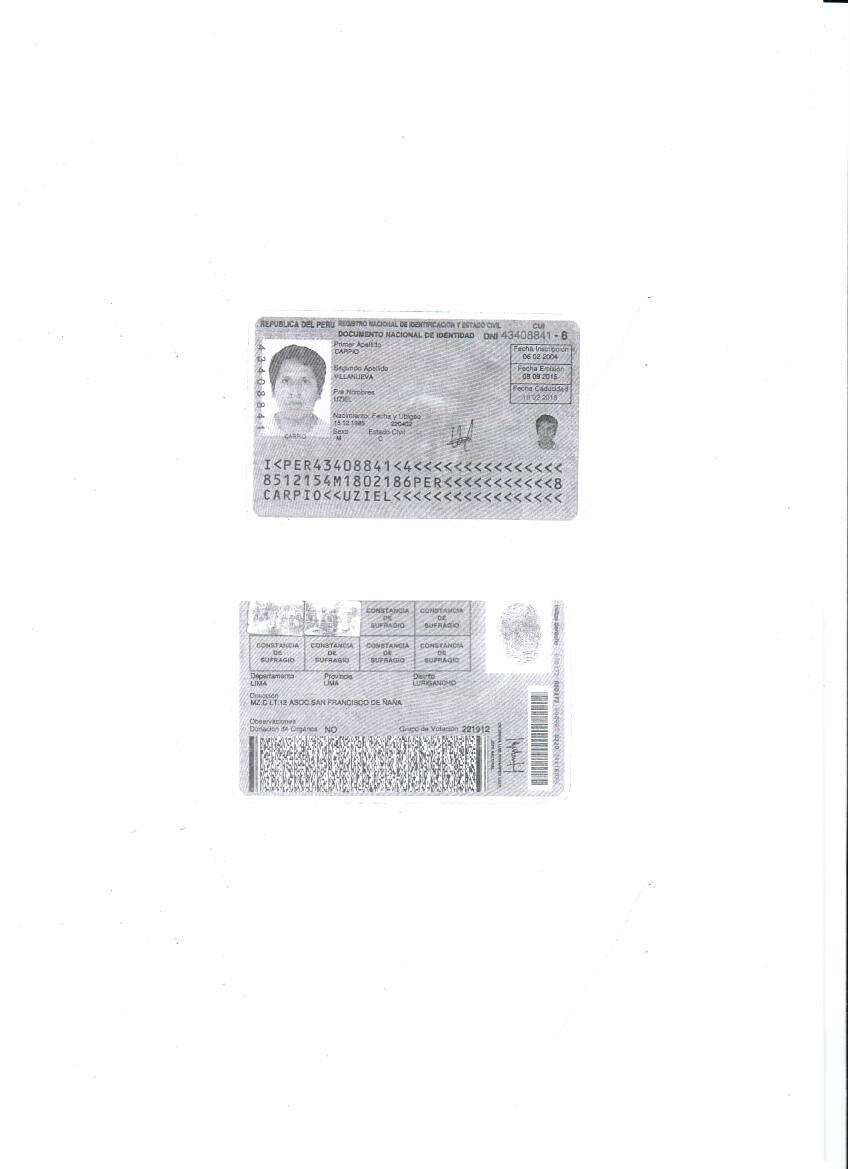 REPUBLICA DEL PERU REGISTRO NACIONAL DE IDENTIFICACION Y ESTADO CIVIL CUI
DOCUMENTO NACIONAL DE IDENTIDAD DNI 43408841 - 6
43408841
Primer Apellido
CARPIO
Segundo Apellido
VILLANUEVA
Pre Nombres
UZIEL
Nacimiento: Fecha y Ubigeo
15 12 1985 220402
Sexo Estado Civil
M C
Fecha Inscripción
06 02 2004
Fecha Emisión
Fecha Caducidad
18 02 2018
CARPIO
I<PER43408841<4<<<<<<<<<<<<<<<
8512154M1802186PER<<<<<<<<<<<8
CARPIO<<UZIEL<<<<<<<<<<<<<<<<<
CONSTANCIA DE SUFRAGIO CONSTANCIA DE SUFRAGIO
CONSTANCIA DE SUFRAGIO CONSTANCIA DE SUFRAGIO CONSTANCIA DE SUFRAGIO CONSTANCIA DE SUFRAGIO
Departamento Provincia Distrito
LIMA LIMA LURIGANCHO
Dirección
MZ.C LT.12 ASOC.SAN FRANCISCO DE ÑAÑA
Observaciones
Donación de Organos NO Grupo de Votación 221912